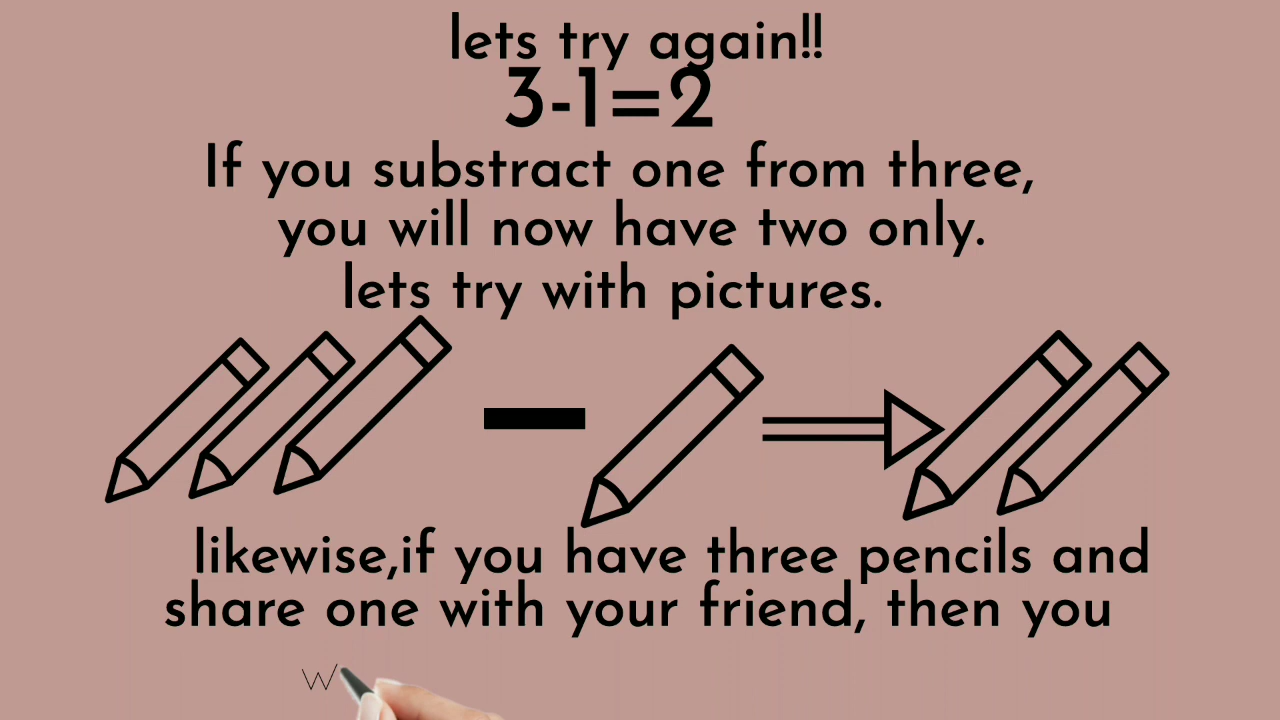 lets try again!!
3-1=2
If you substract one from three,
you will now have two only.
lets try with pictures.
likewise,if you have three pencils and
share one with your friend, then you
w